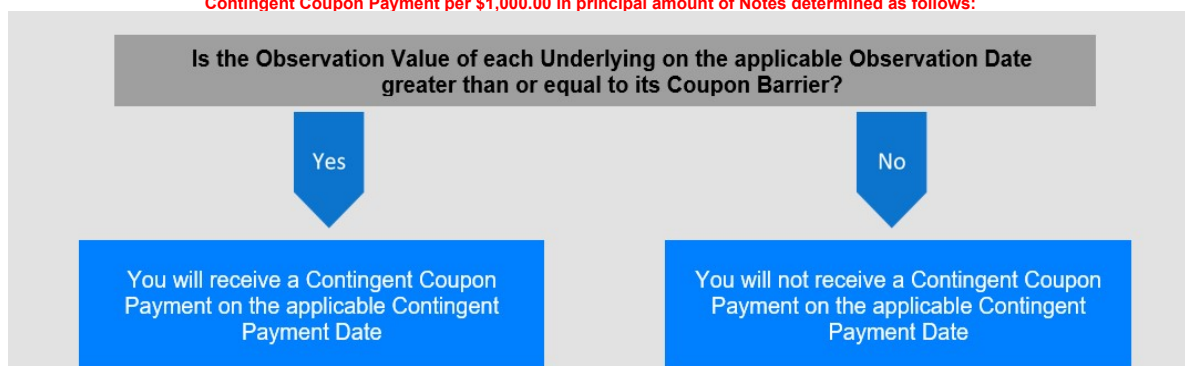 Contingent Coupon Payment per $1,000.00 in principal amount of Notes determined as follows:
Is the Observation Value of each Underlying on the applicable Observation Date
greater than or equal to its Coupon Barrier?
Yes
No
You will receive a Contingent Coupon
Payment on the applicable Contingent
Payment Date
You will not receive a Contingent Coupon
Payment on the applicable Contingent
Payment Date